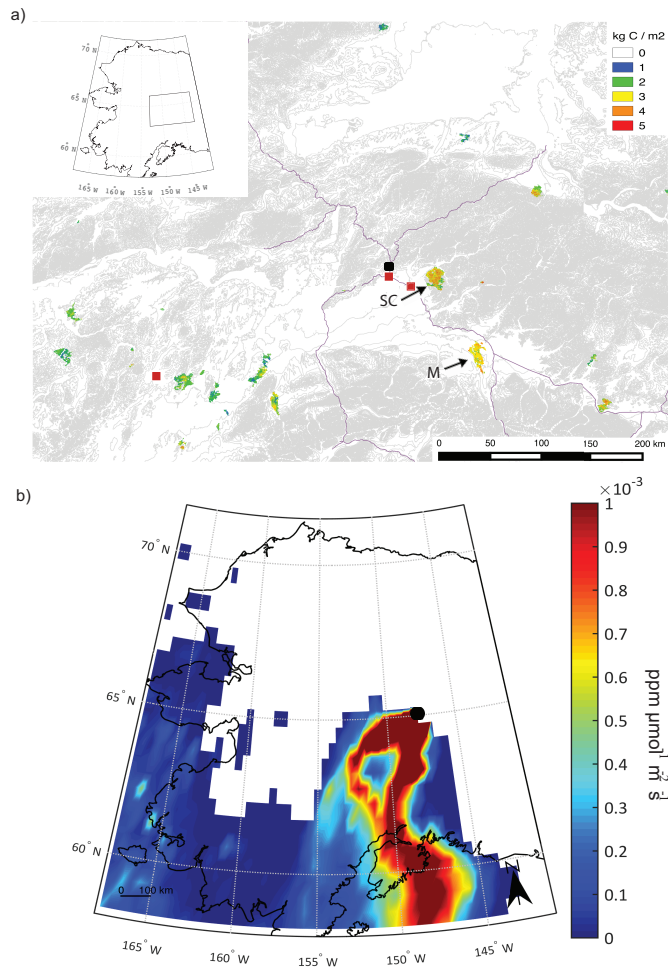 a)
70° N
65° N
60° N
165° W 160° W 155° W 150° W 145° W
kg C / m2
0
1
2
3
4
5
SC
M
0 50 100 150 200 km
b)
70° N
65° N
60° N
0 100 km
165° W 160° W 155° W 150° W 145° W
N
×10⁻³
1
0.9
0.8
0.7
0.6
0.5
0.4
0.3
0.2
0.1
0
ppm μmol¹ m⁻² s⁻¹